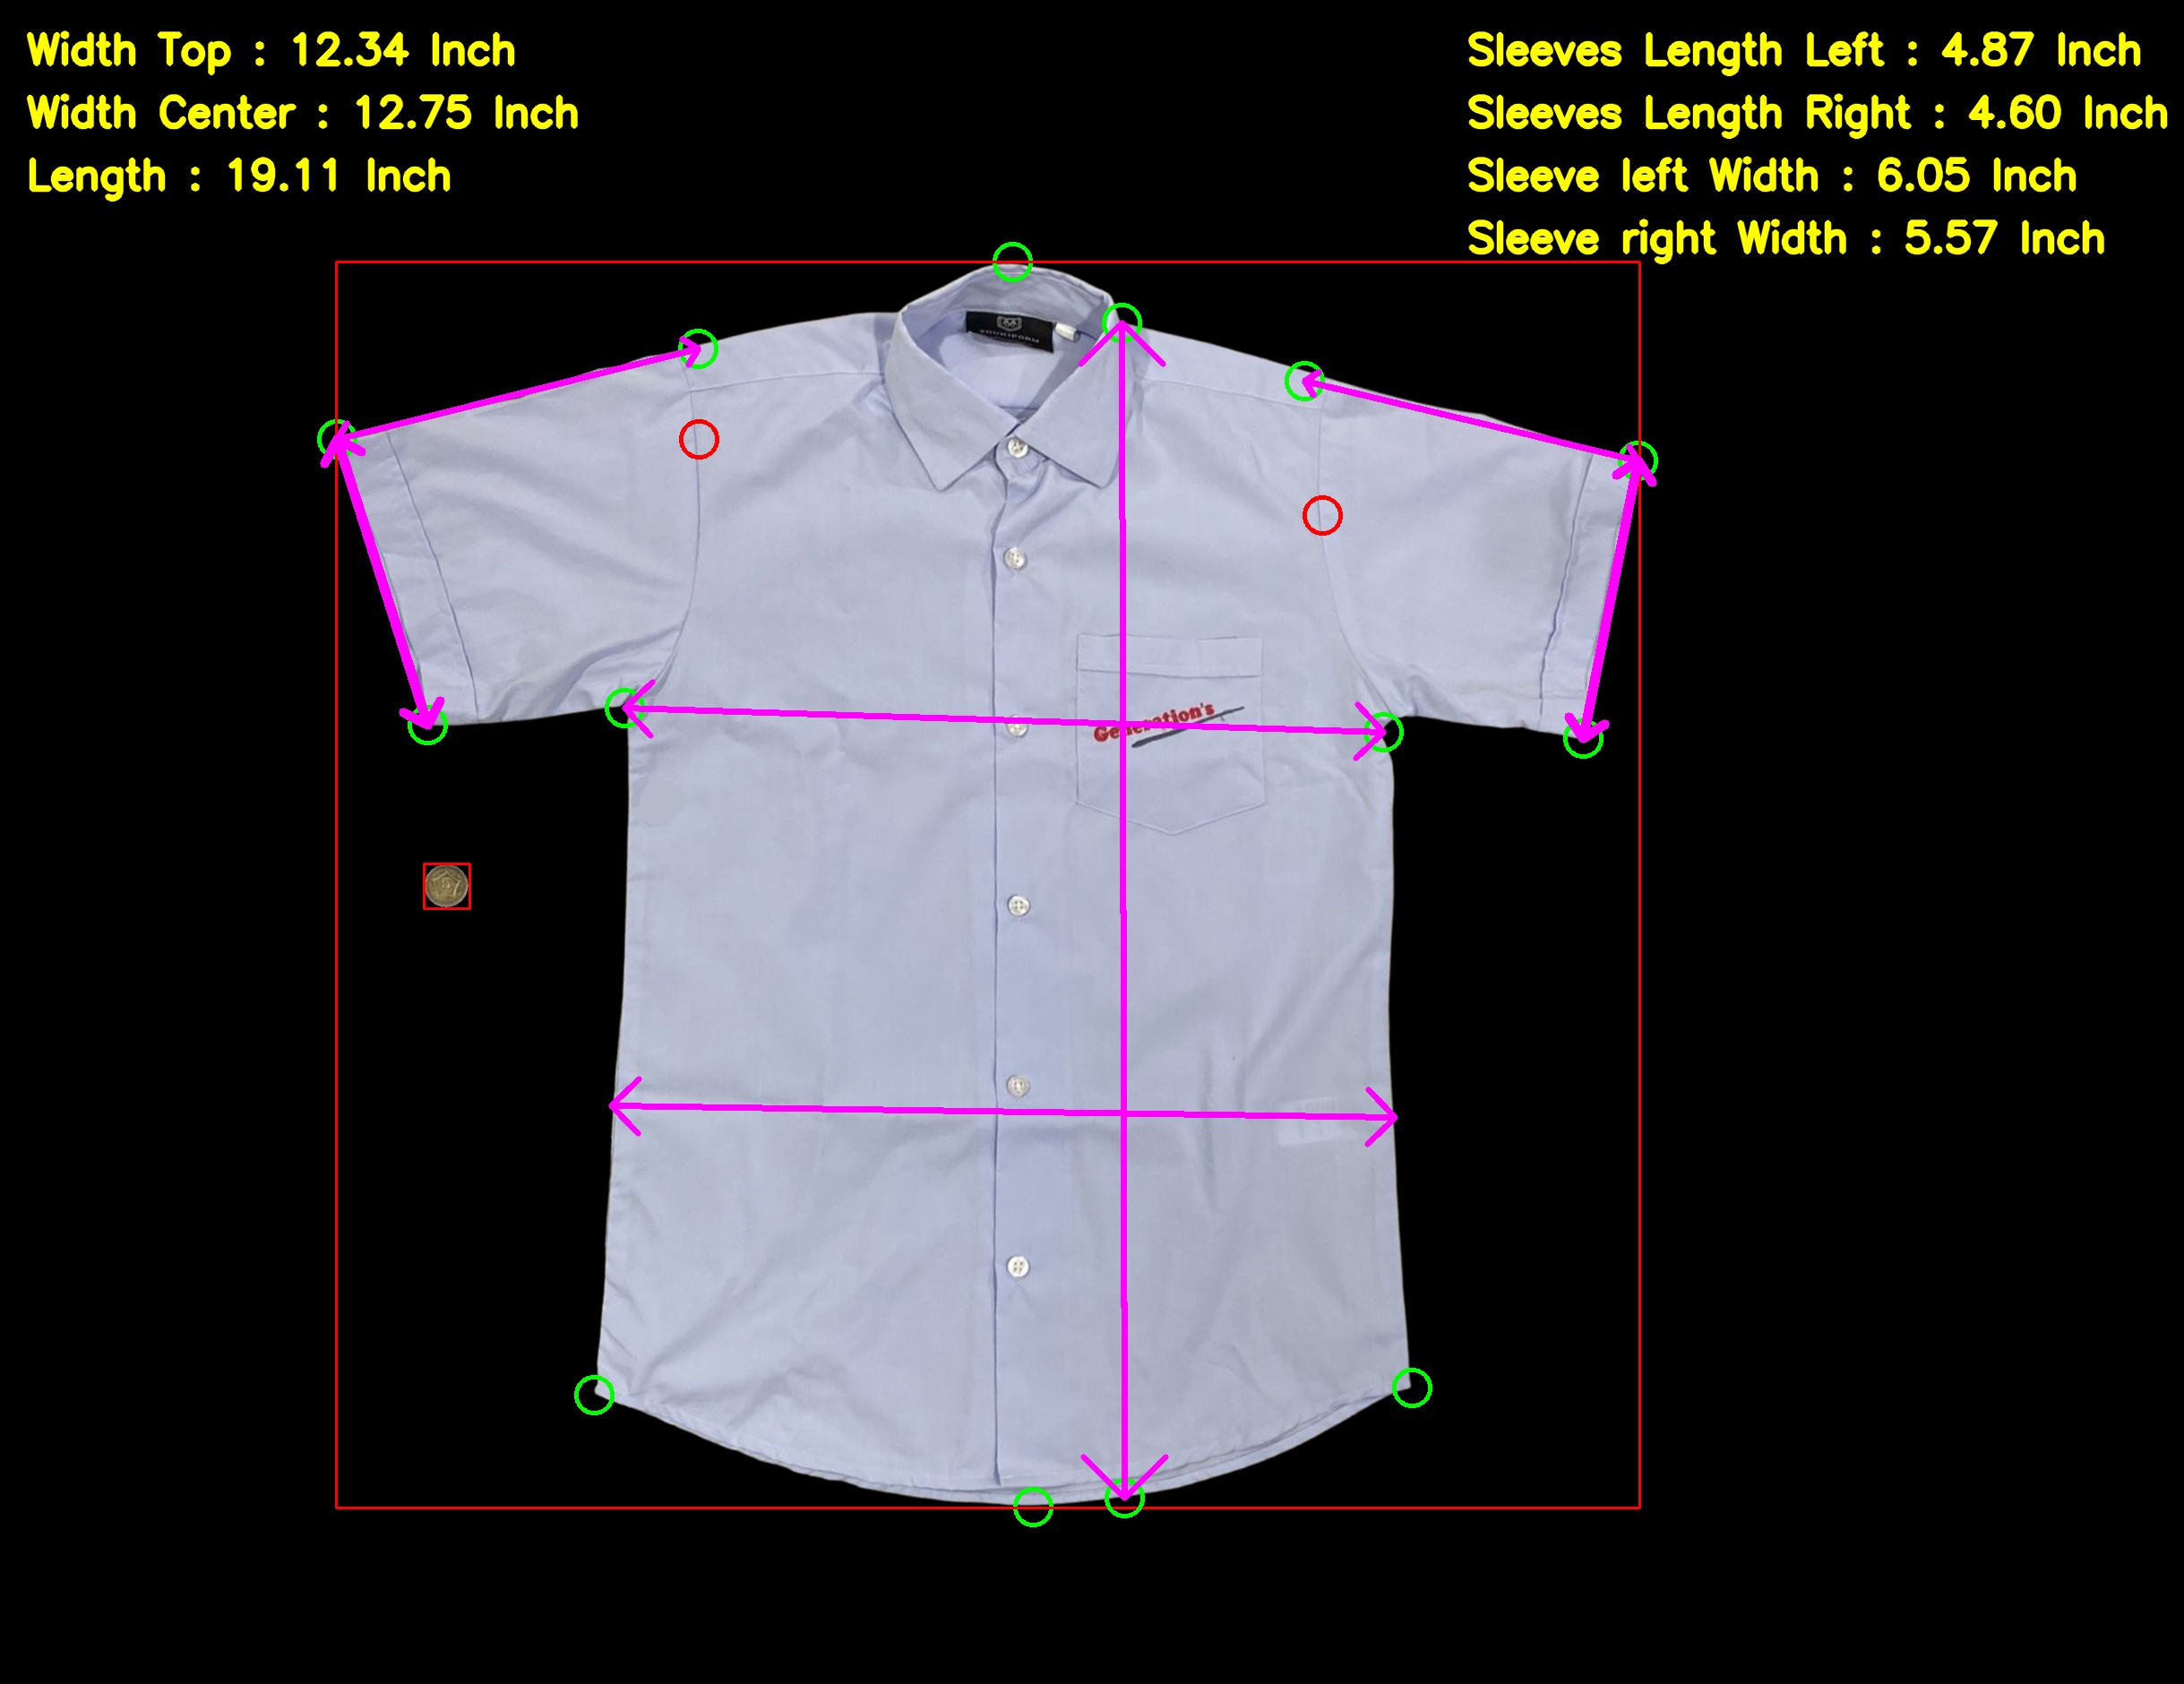 Width Top : 12.34 Inch
Width Center : 12.75 Inch
Length : 19.11 Inch
Sleeves Length Left : 4.87 Inch
Sleeves Length Right : 4.60 Inch
Sleeve left Width : 6.05 Inch
Sleeve right Width : 5.57 Inch
YOUNIFORM
Generation's